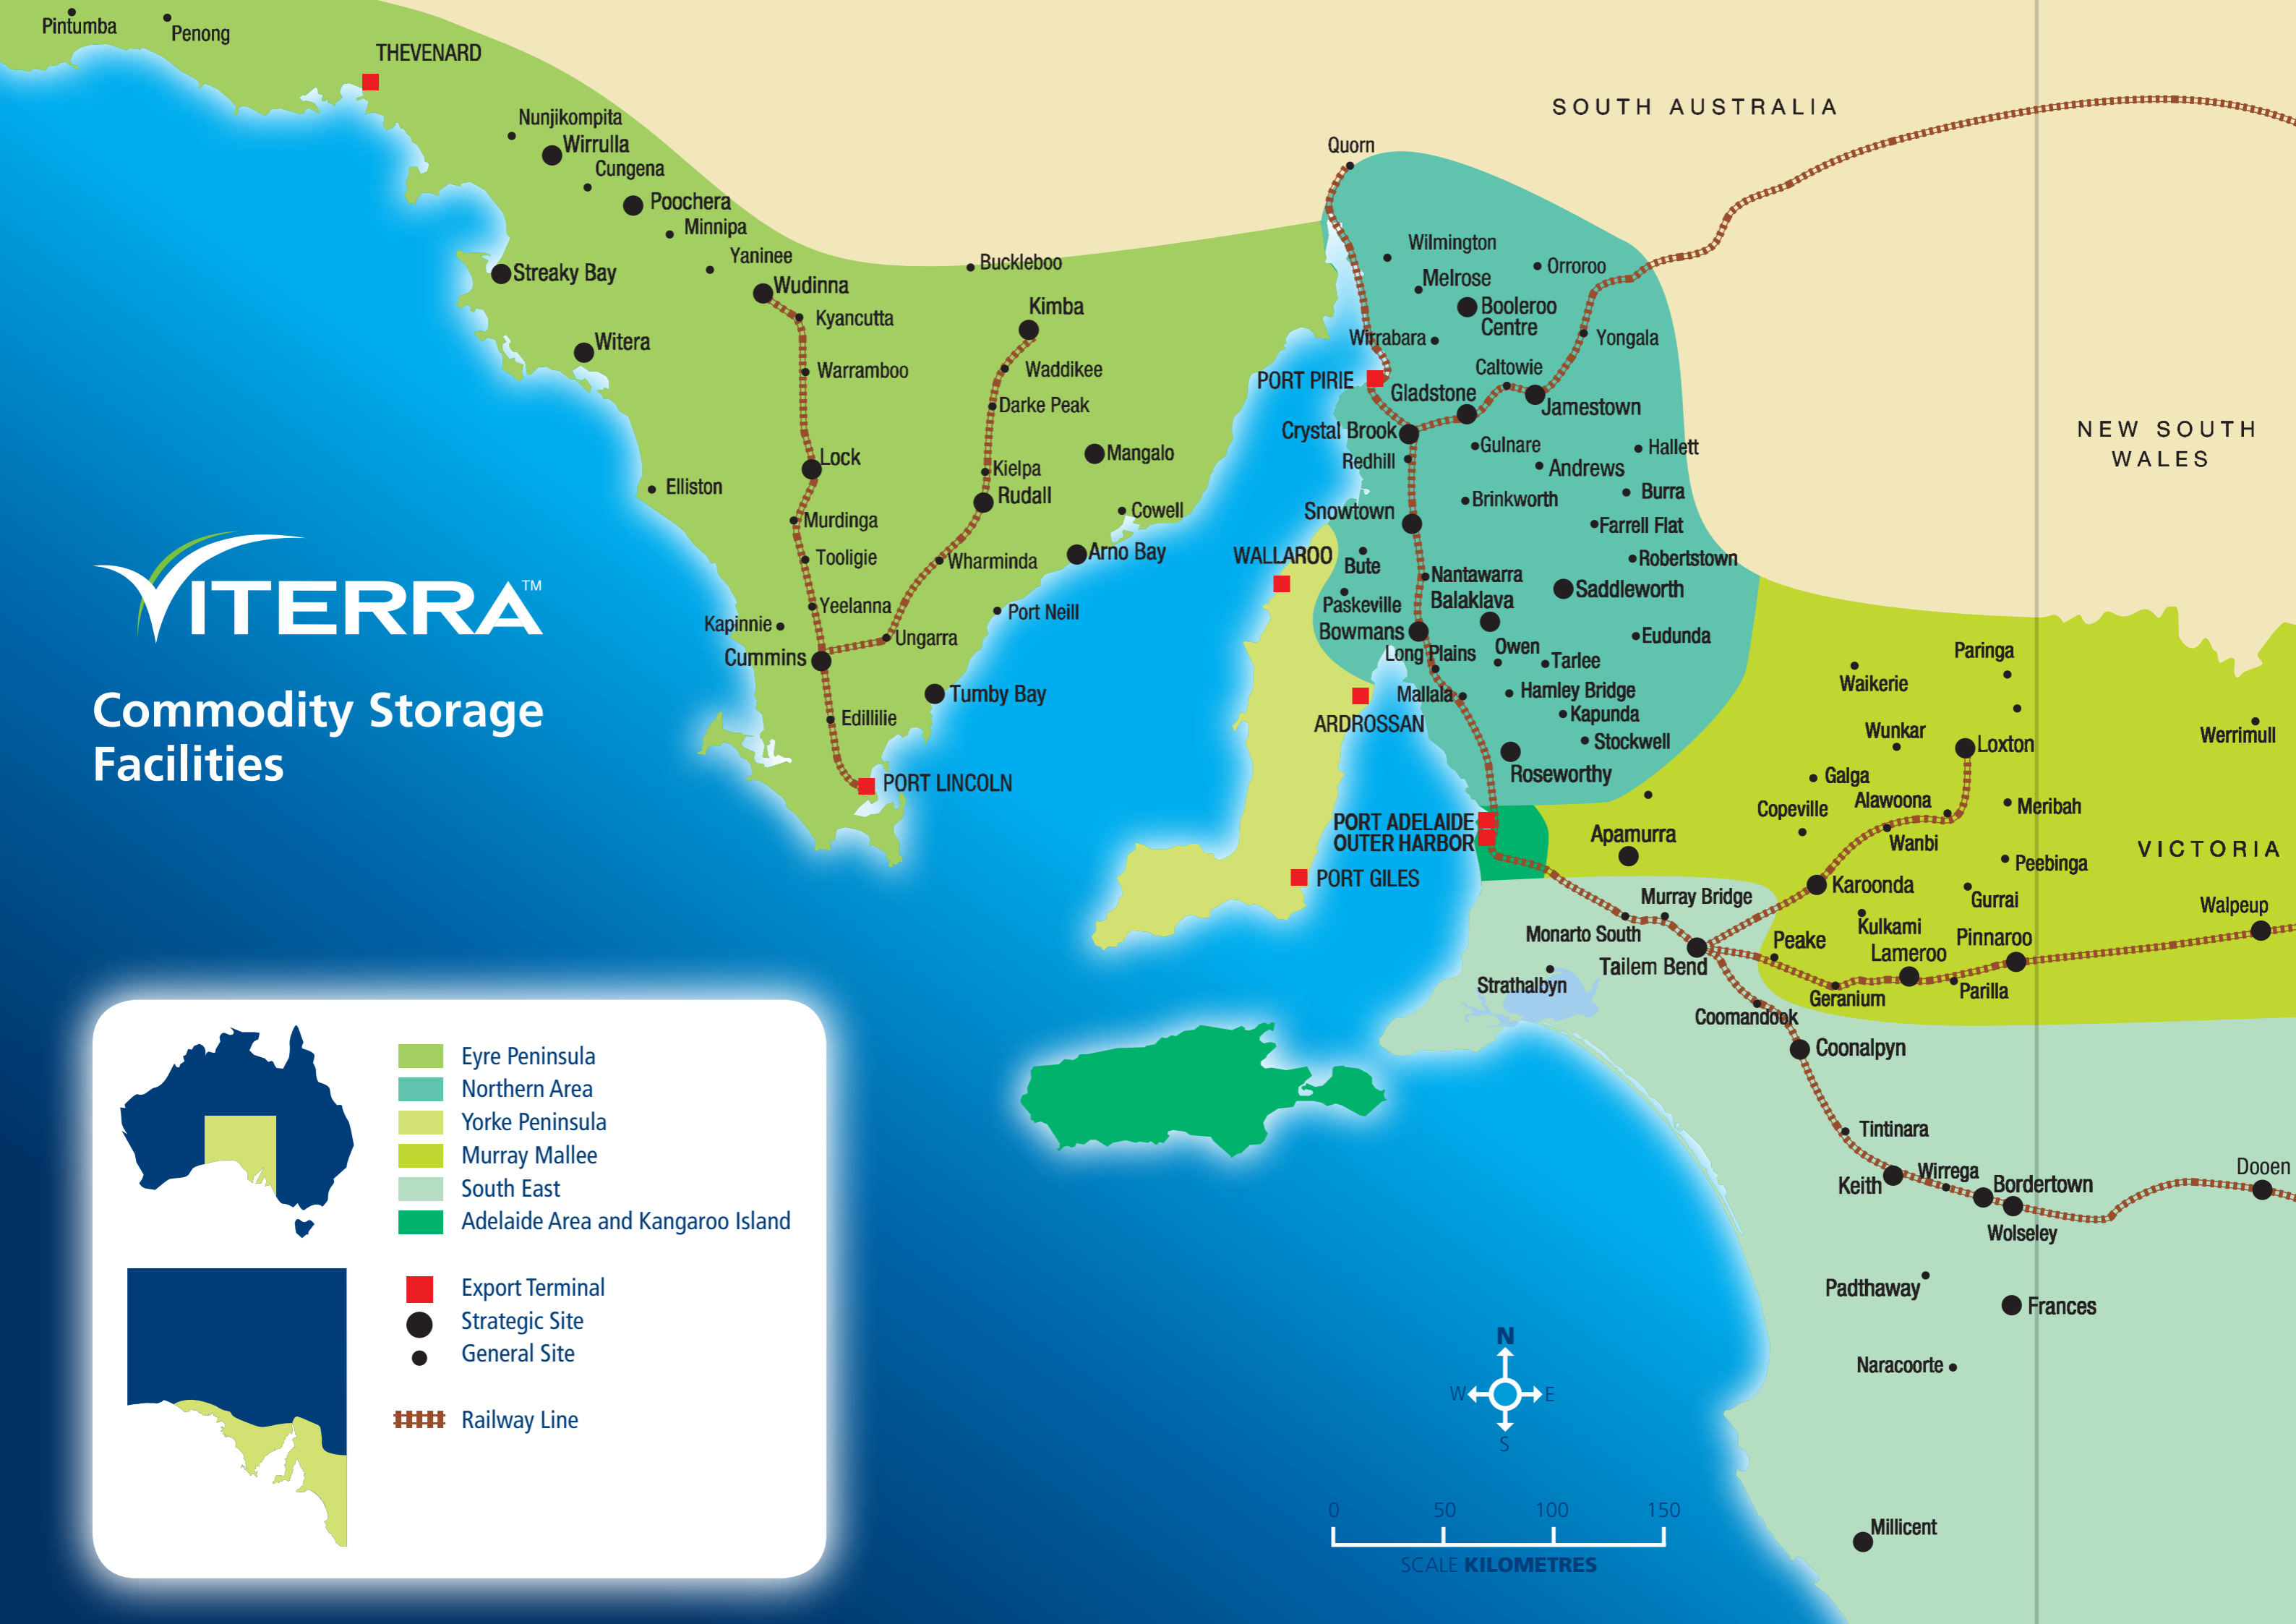 Pintumba
Penong
THEVENARD
Nunjikompita
Wirrulla
Cungena
Poochera
Minnipa
Yaninee
Streaky Bay
Wudinna
Kyancutta
Witera
Warramboo
Buckleboo
Kimba
Waddikee
Darke Peak
Mangalo
Lock
Kielpa
Rudall
Elliston
Cowell
Murdinga
Tooligie
Wharminda
Arno Bay
Yeelanna
Port Neill
Kapinnie
Ungarra
Cummins
Tumby Bay
Edillilie
PORT LINCOLN
SOUTH AUSTRALIA
Quorn
Wilmington
Orroroo
Melrose
Booleroo
Centre
Wirrabara
Yongala
Caltowie
PORT PIRIE
Gladstone
Jamestown
Crystal Brook
Gulnare
Hallett
Redhill
Andrews
Burra
Brinkworth
Snowtown
Farrell Flat
WALLAROO
Bute
Robertstown
Nantawarra
Saddleworth
Paskeville
Balaklava
Bowmans
Eudunda
Owen
Long Plains
Tarlee
Mallala
Hamley Bridge
ARDROSSAN
Kapunda
Stockwell
Roseworthy
PORT ADELAIDE
OUTER HARBOR
PORT GILES
NEW SOUTH
WALES
Paringa
Waikerie
Wunkar
Loxton
Werrimull
Galga
Alawoona
Meribah
Copeville
Apamurra
Wanbi
VICTORIA
Peebinga
Karoonda
Gurrai
Murray Bridge
Walpeup
Kulkami
Monarto South
Peake
Pinnaroo
Lameroo
Tailem Bend
Strathalbyn
Geranium
Parilla
Coomandook
Coonalpyn
Tintinara
Keith
Wirrega
Bordertown
Dooen
Wolseley
Padthaway
Frances
Naracoorte
Millicent
VITERRA™
Commodity Storage
Facilities
Eyre Peninsula
Northern Area
Yorke Peninsula
Murray Mallee
South East
Adelaide Area and Kangaroo Island
Export Terminal
Strategic Site
General Site
Railway Line
N
W E
S
0 50 100 150
SCALE KILOMETRES